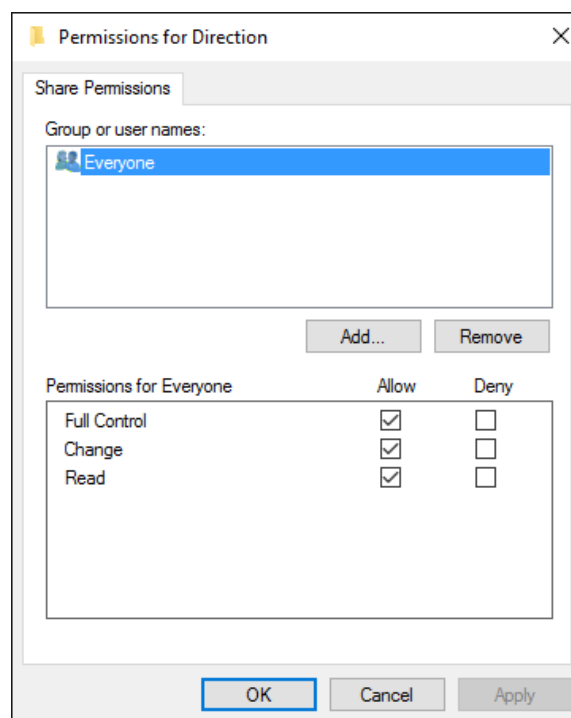 Permissions for Direction
Share Permissions
Group or user names:
Everyone
Add... Remove
Permissions for Everyone Allow Deny
Full Control
Change
Read
OK Cancel Apply